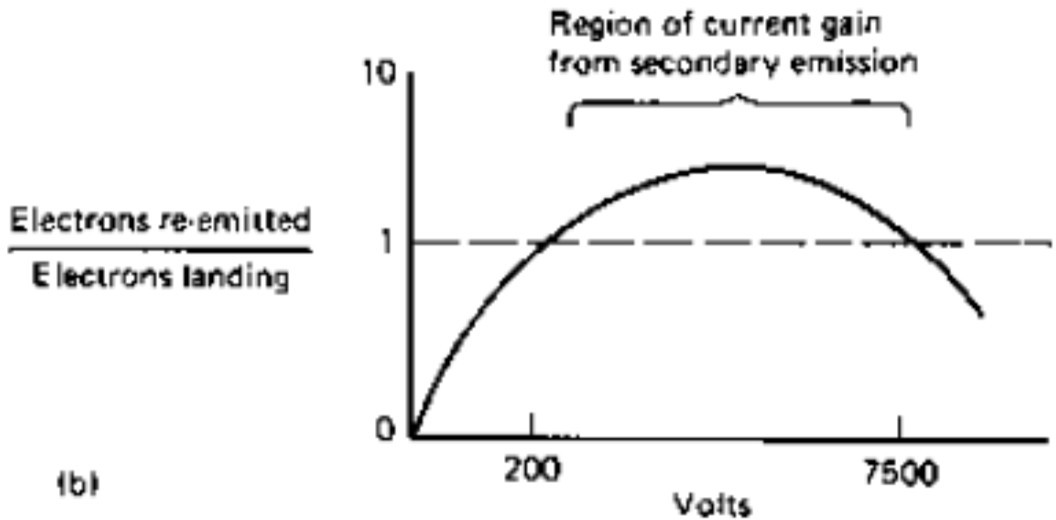 Region of current gain
from secondary emission
10
Electrons re-emitted
1
Electrons landing
0
200
7500
Volts
(b)